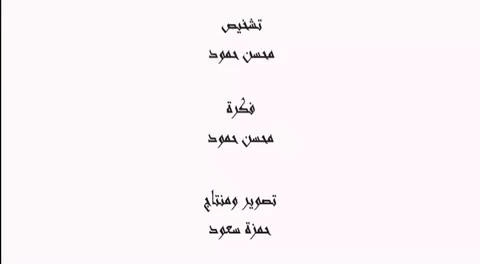 تشخيص
محسن حمود
فكرة
محسن حمود
تصوير ومنتاج
حمزة سعود